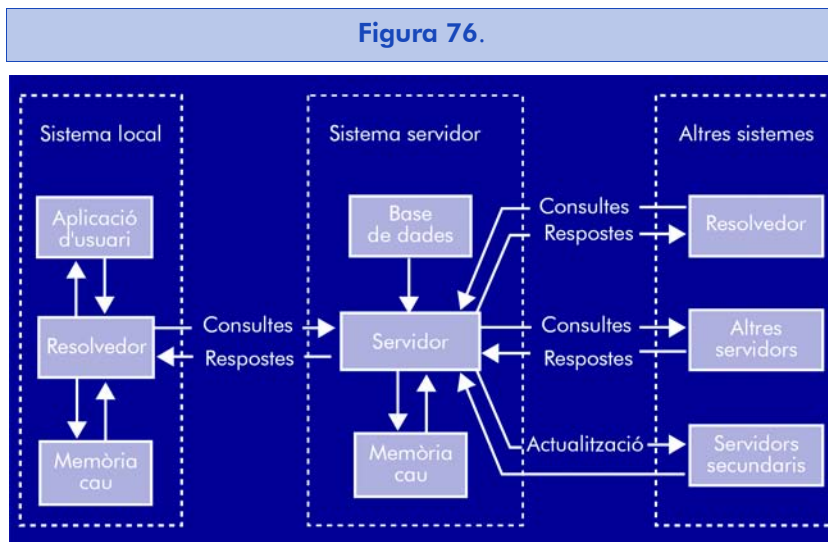 Figura 76.
Sistema local
Sistema servidor
Altres sistemes
Aplicació
d'usuari
Base
de dades
Consultes
Respostes
Resolvedor
Resolvedor
Consultes
Respostes
Servidor
Consultes
Respostes
Altres
servidors
Memòria
cau
Memòria
cau
Actualització
Servidors
secundaris